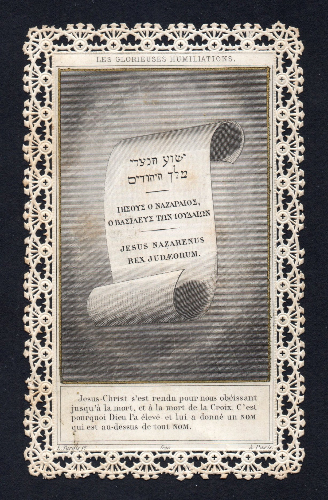 LES GLORIEUSES HUMILIATIONS.
ישוע הנצרי
מלך היהודים
ΙΗΣΟΥΣ Ο ΝΑΖΑΡΑΙΟΣ,
Ο ΒΑΣΙΛΕΥΣ ΤΩΝ ΙΟΥΔΑΙΩΝ
JESUS NAZARENUS
REX JUDÆORUM.
Jesus-Christ s'est rendu pour nous obéissant
jusqu'à la mort, et à la mort de la Croix. C'est
pourquoi Dieu l'a élevé et lui a donné un NOM
qui est au-dessus de tout NOM.
à Paris